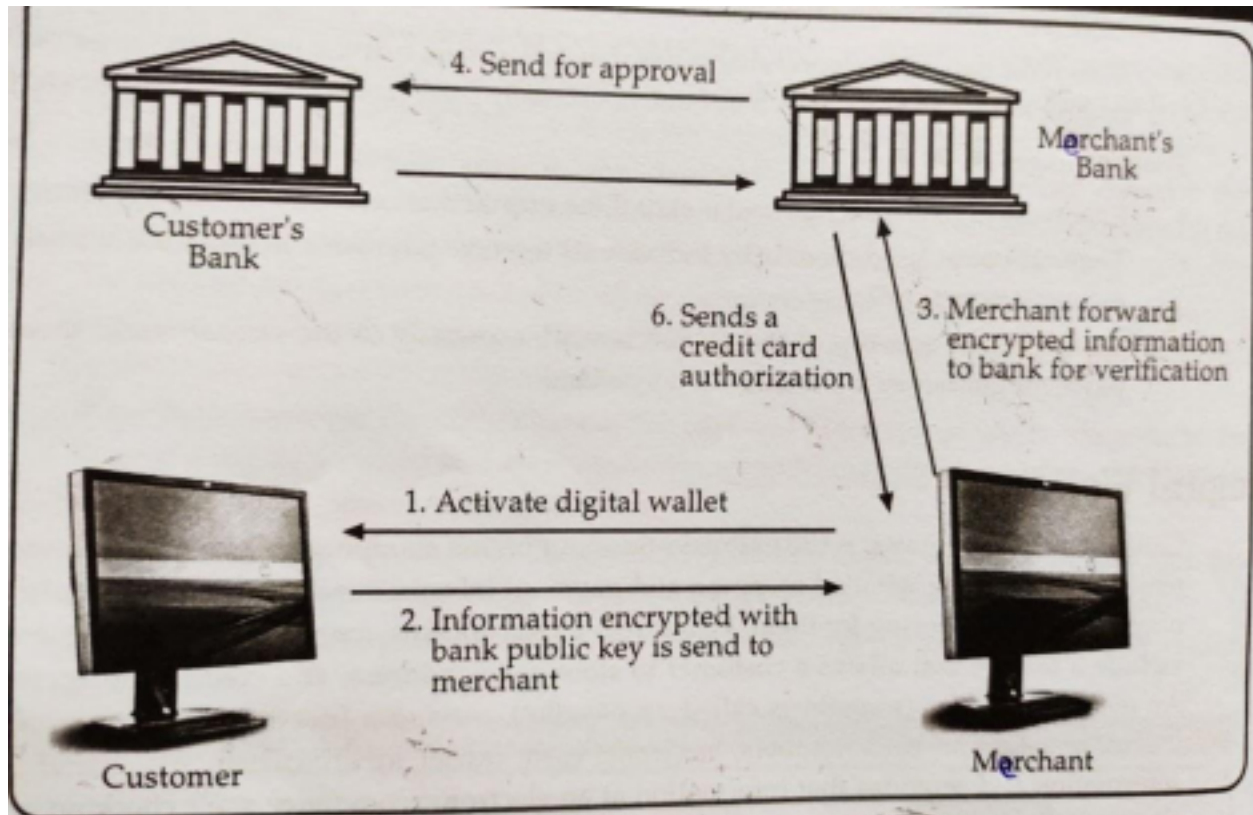 4. Send for approval
Merchant's
Bank
Customer's
Bank
6. Sends a
credit card
authorization
3. Merchant forward
encrypted information
to bank for verification
1. Activate digital wallet
2. Information encrypted with
bank public key is send to
merchant
Customer
Merchant